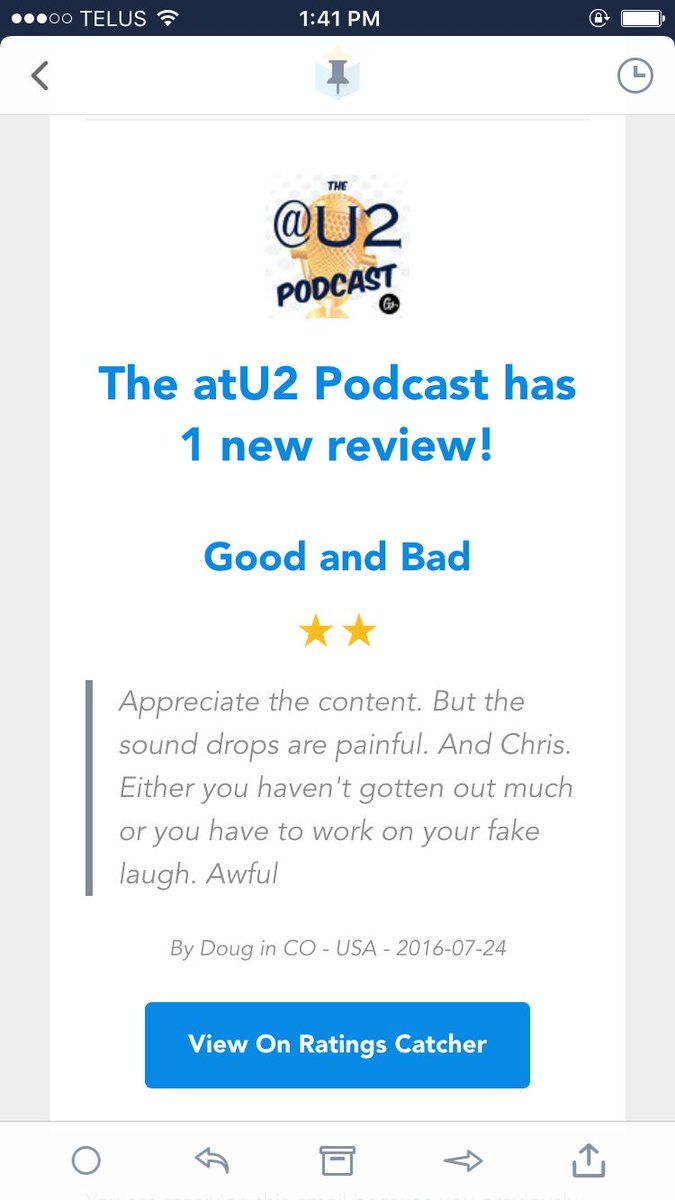 TELUS 1:41 PM
THE
@U2
PODCAST
The atU2 Podcast has
1 new review!
Good and Bad
Appreciate the content. But the
sound drops are painful. And Chris.
Either you haven't gotten out much
or you have to work on your fake
laugh. Awful
By Doug in CO - USA - 2016-07-24
View On Ratings Catcher